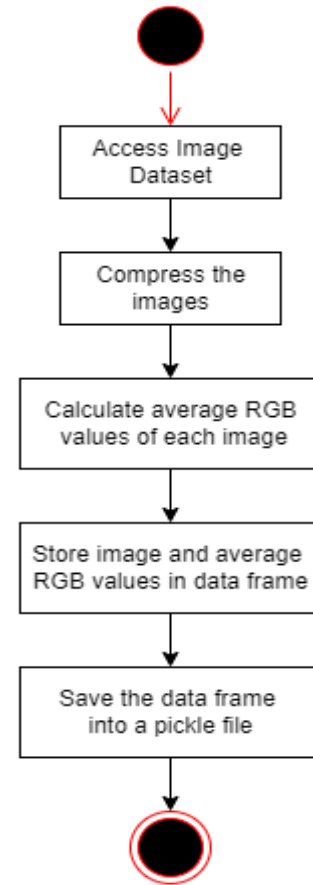 Access Image
Dataset
Compress the
images
Calculate average RGB
values of each image
Store image and average
RGB values in data frame
Save the data frame
into a pickle file